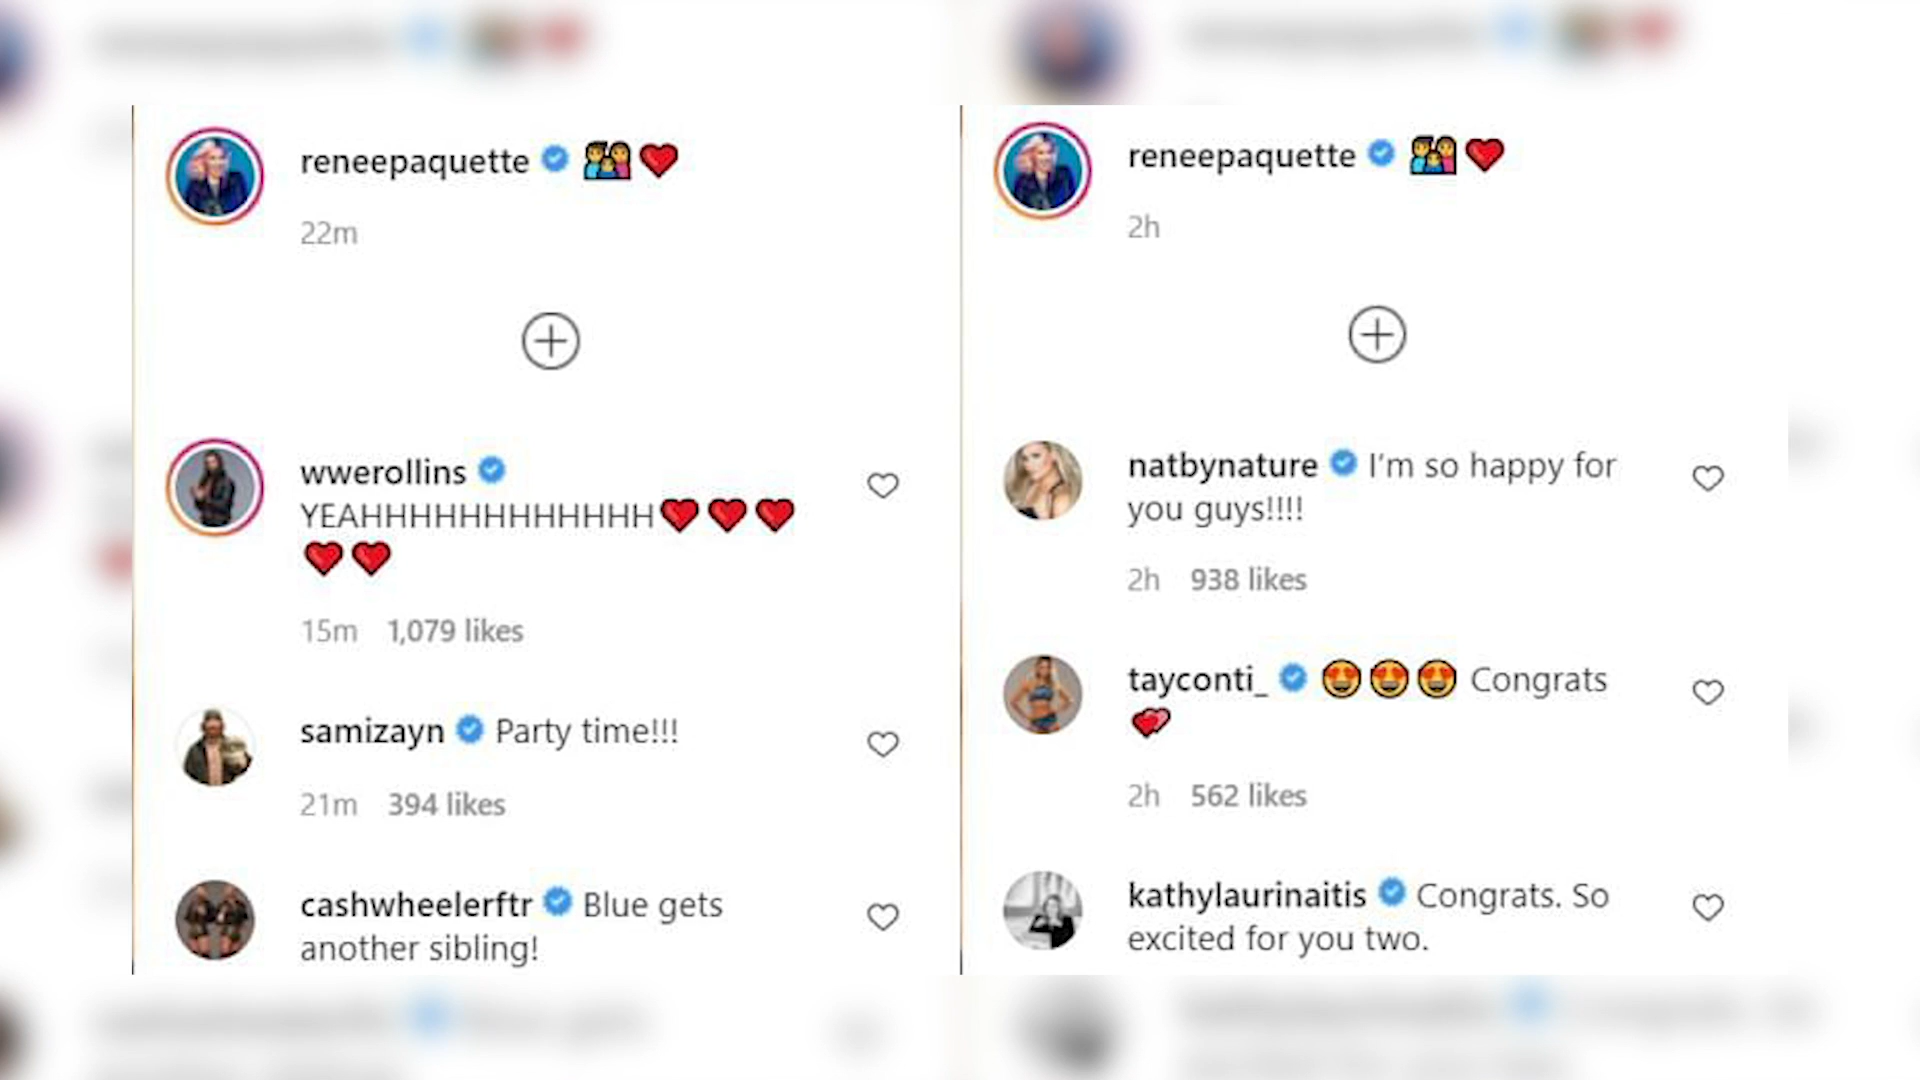 reneepaquette 👨‍👩‍👦❤️
22m
wwerollins
YEAHHHHHHHHHHHHH❤️❤️❤️
❤️❤️
15m 1,079 likes
samizayn Party time!!!
21m 394 likes
cashwheelerftr Blue gets
another sibling!
reneepaquette 👨‍👩‍👦❤️
2h
natbynature I'm so happy for
you guys!!!!
2h 938 likes
tayconti_ 😍😍😍 Congrats
💕
2h 562 likes
kathylaurinaitis Congrats. So
excited for you two.